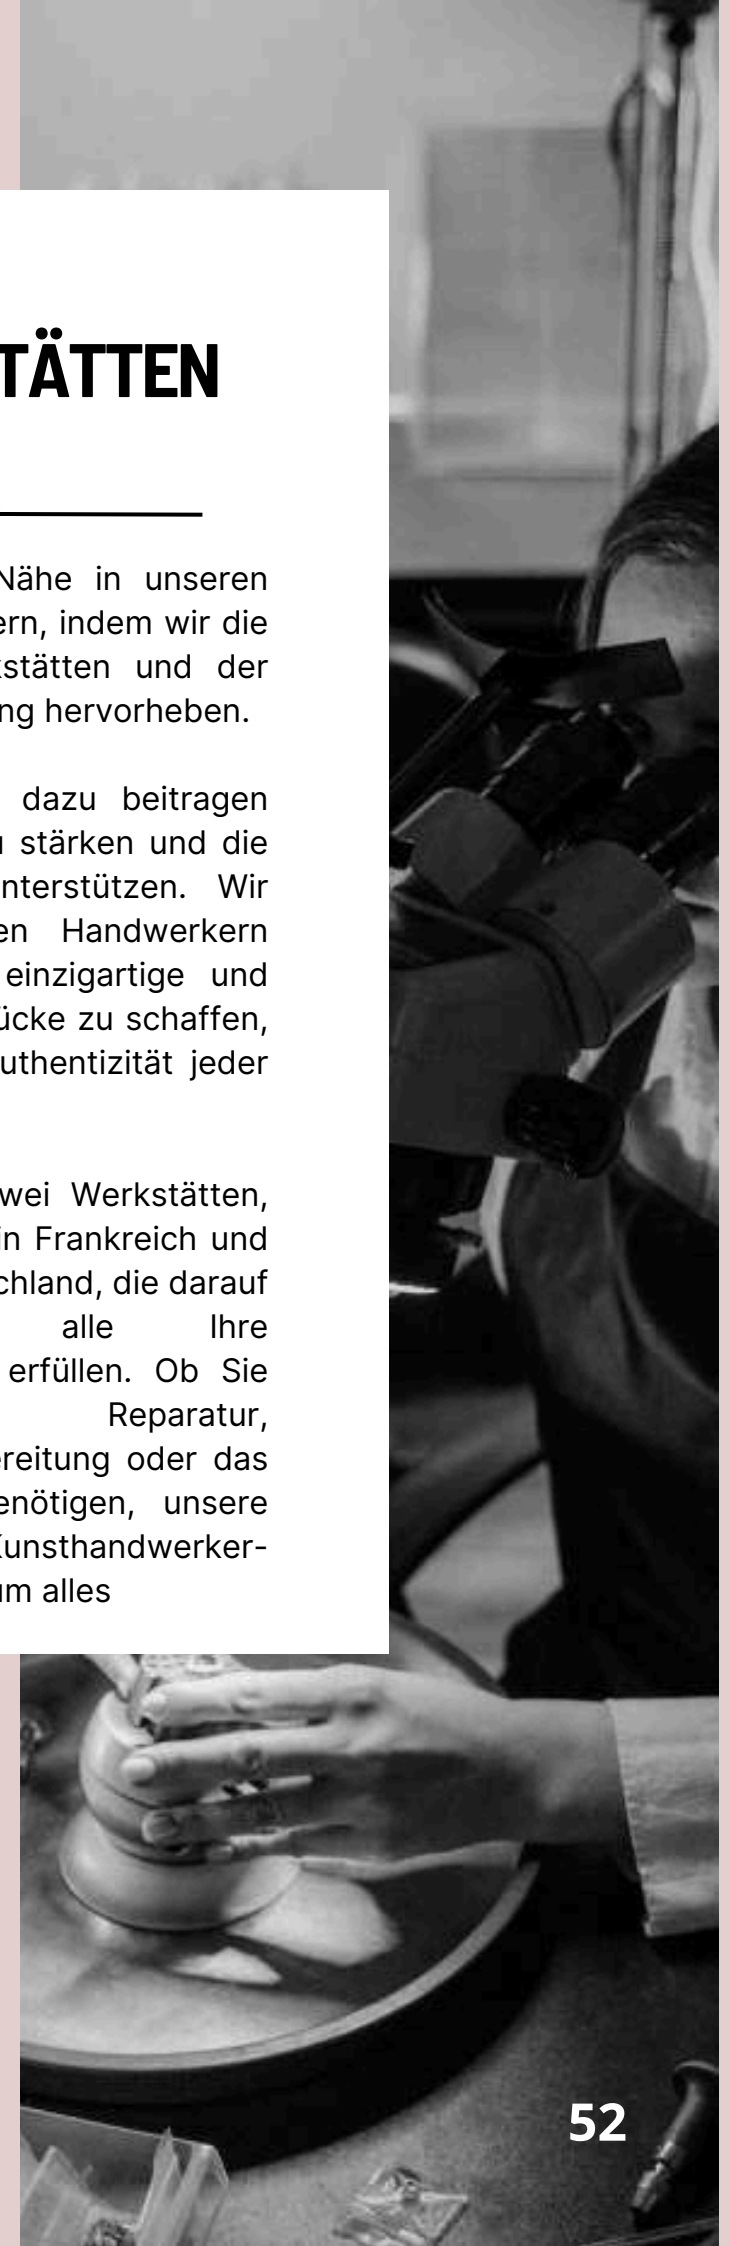 TÄTTEN
Nähe in unseren
ern, indem wir die
kstätten und der
ng hervorheben.
dazu beitragen
u stärken und die
nterstützen. Wir
en Handwerkern
einzigartige und
ücke zu schaffen,
uthentizität jeder
wei Werkstätten,
in Frankreich und
chland, die darauf
alle Ihre
erfüllen. Ob Sie
Reparatur,
ereitung oder das
enötigen, unsere
Kunsthandwerker-
um alles
52